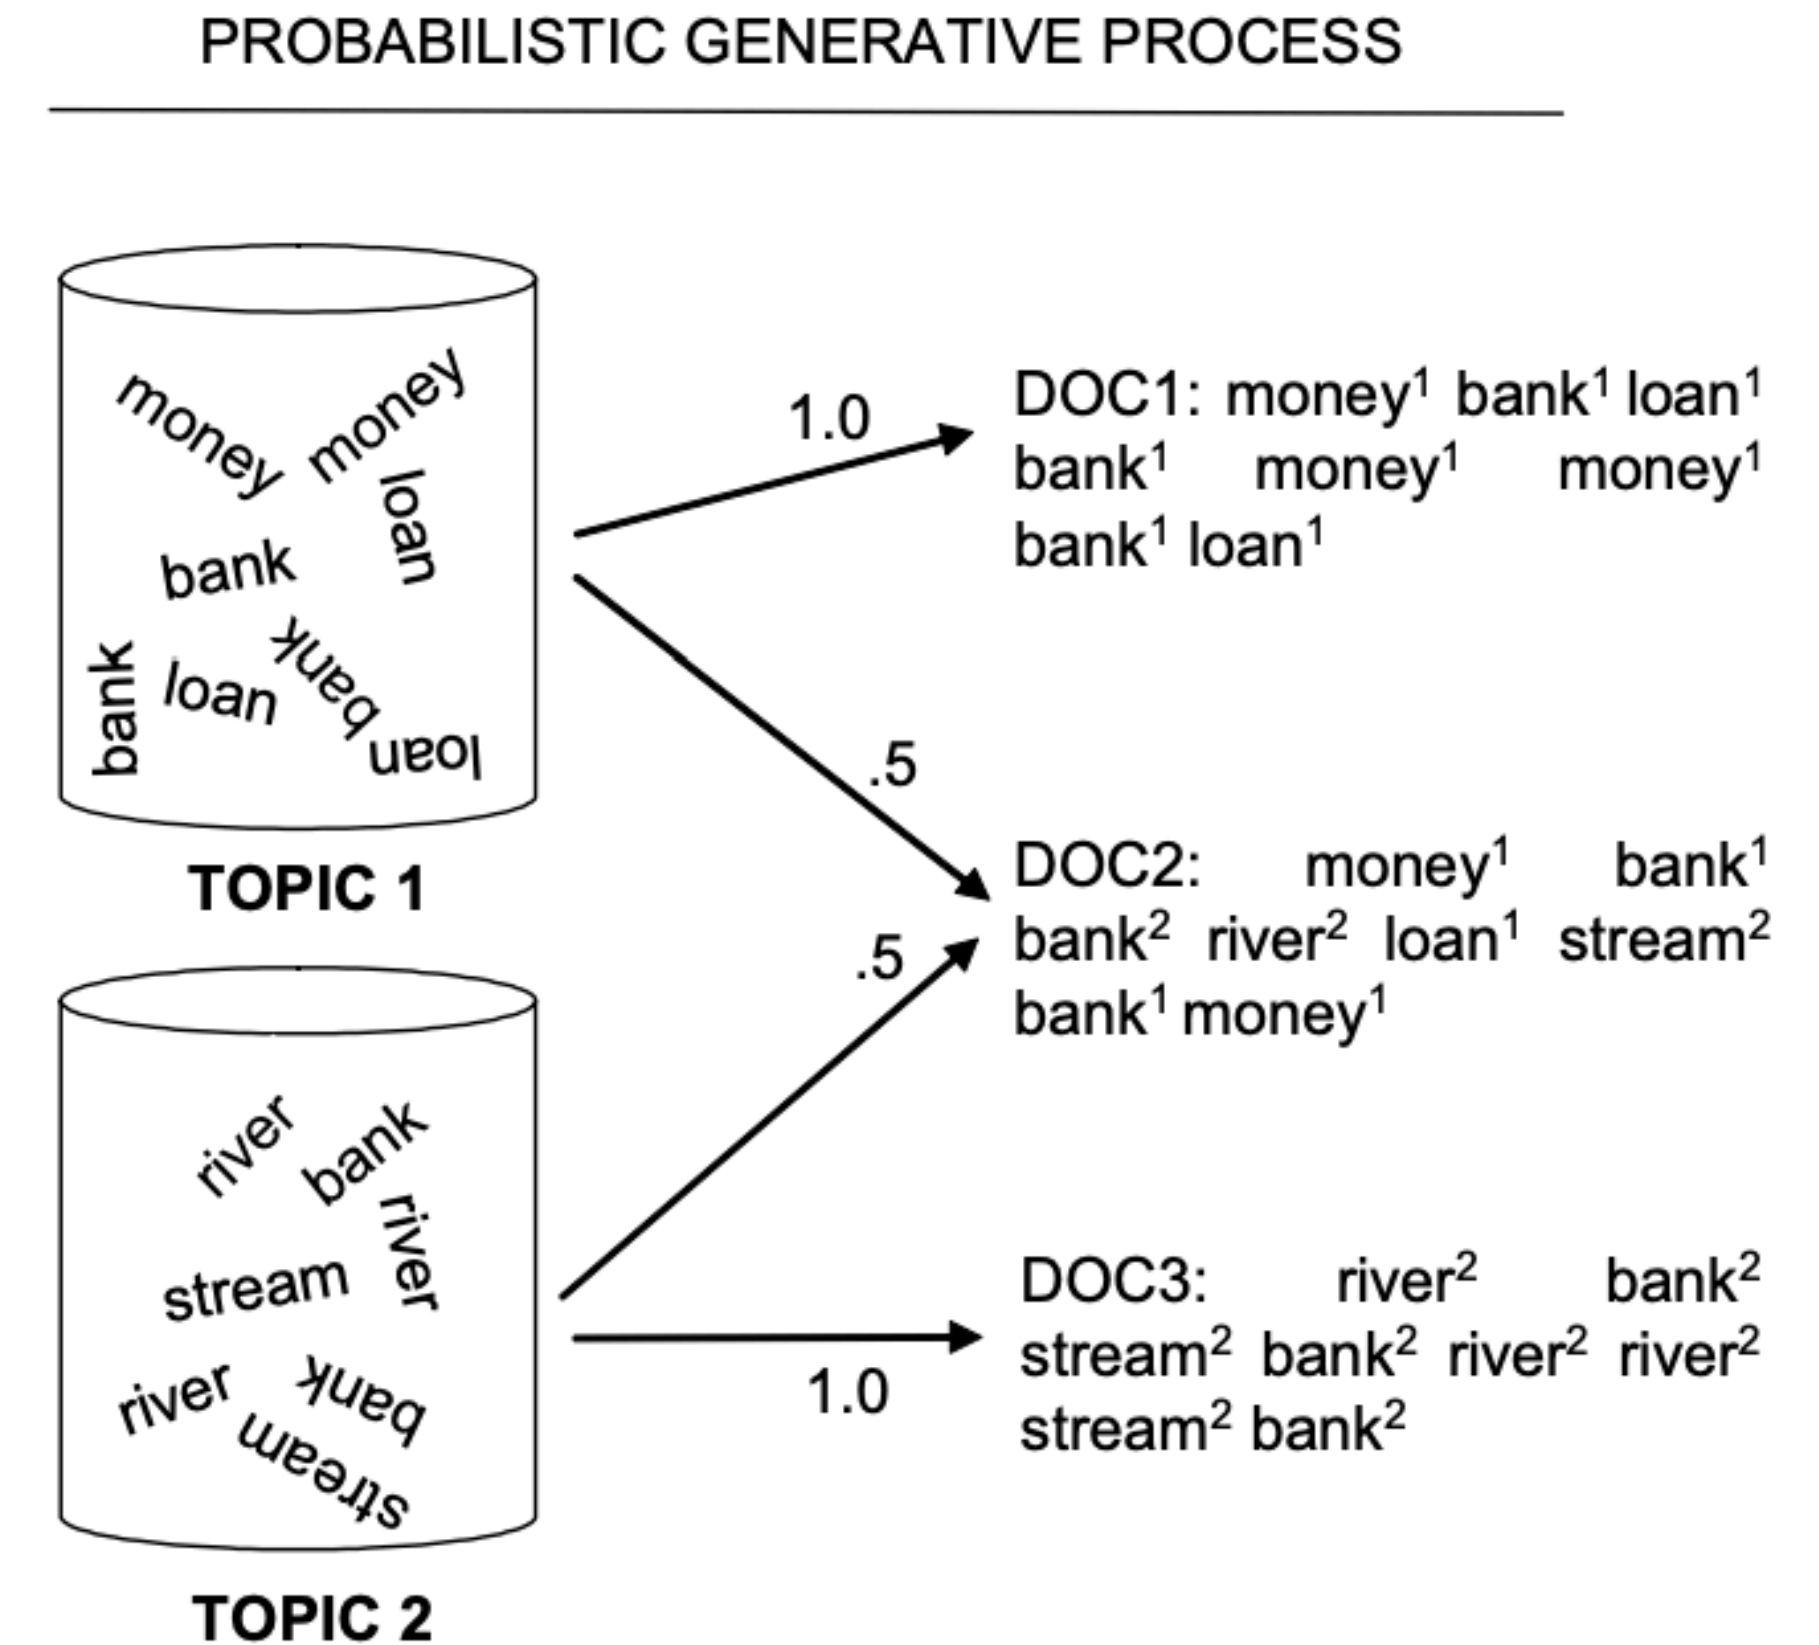 PROBABILISTIC GENERATIVE PROCESS
money
money
loan
bank
bank
loan
bank
loan
TOPIC 1
1.0
.5
DOC1: money¹ bank¹ loan¹
bank¹ money¹ money¹
bank¹ loan¹
river
bank
river
stream
river
bank
stream
TOPIC 2
.5
1.0
DOC2: money¹ bank¹
bank² river² loan¹ stream²
bank¹ money¹
DOC3: river² bank²
stream² bank² river² river²
stream² bank²